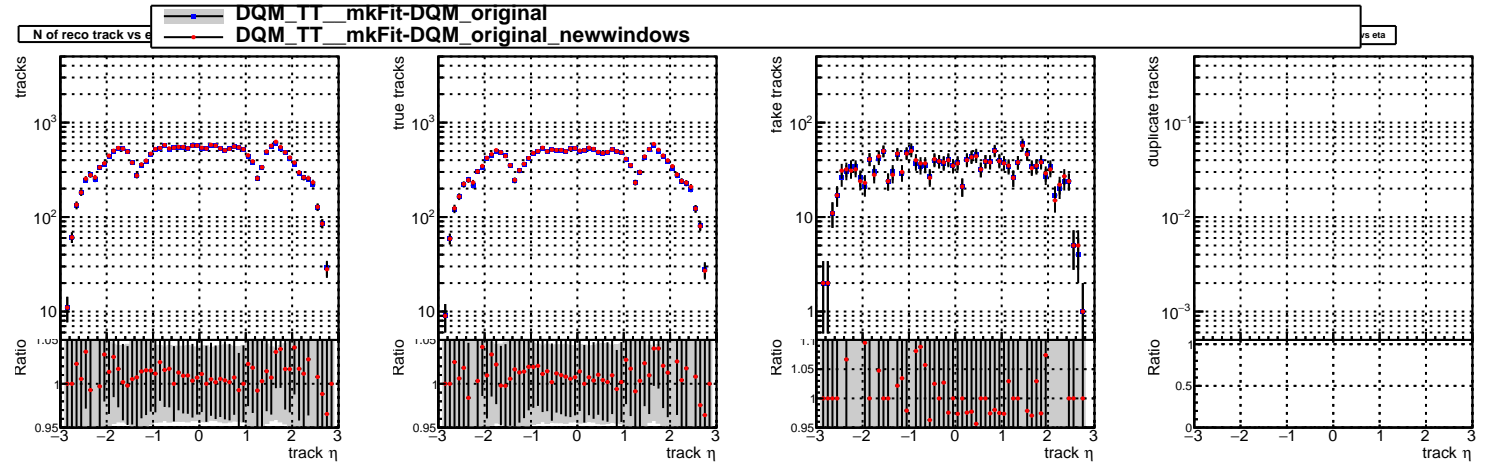 DQM_TT__mkFit-DQM_original
DQM_TT__mkFit-DQM_original_newwindows
N of reco track vs e
vs eta
tracks
10³
10²
10
Ratio
1.05
1
0.95
−3 −2 −1 0 1 2 3
track η
true tracks
10³
10²
10
Ratio
1.05
1
0.95
−3 −2 −1 0 1 2 3
track η
fake tracks
10²
10
1
Ratio
1.1
1.05
1
0.95
−3 −2 −1 0 1 2 3
track η
duplicate tracks
10⁻¹
10⁻²
10⁻³
Ratio
1
0.5
0
−3 −2 −1 0 1 2 3
track η